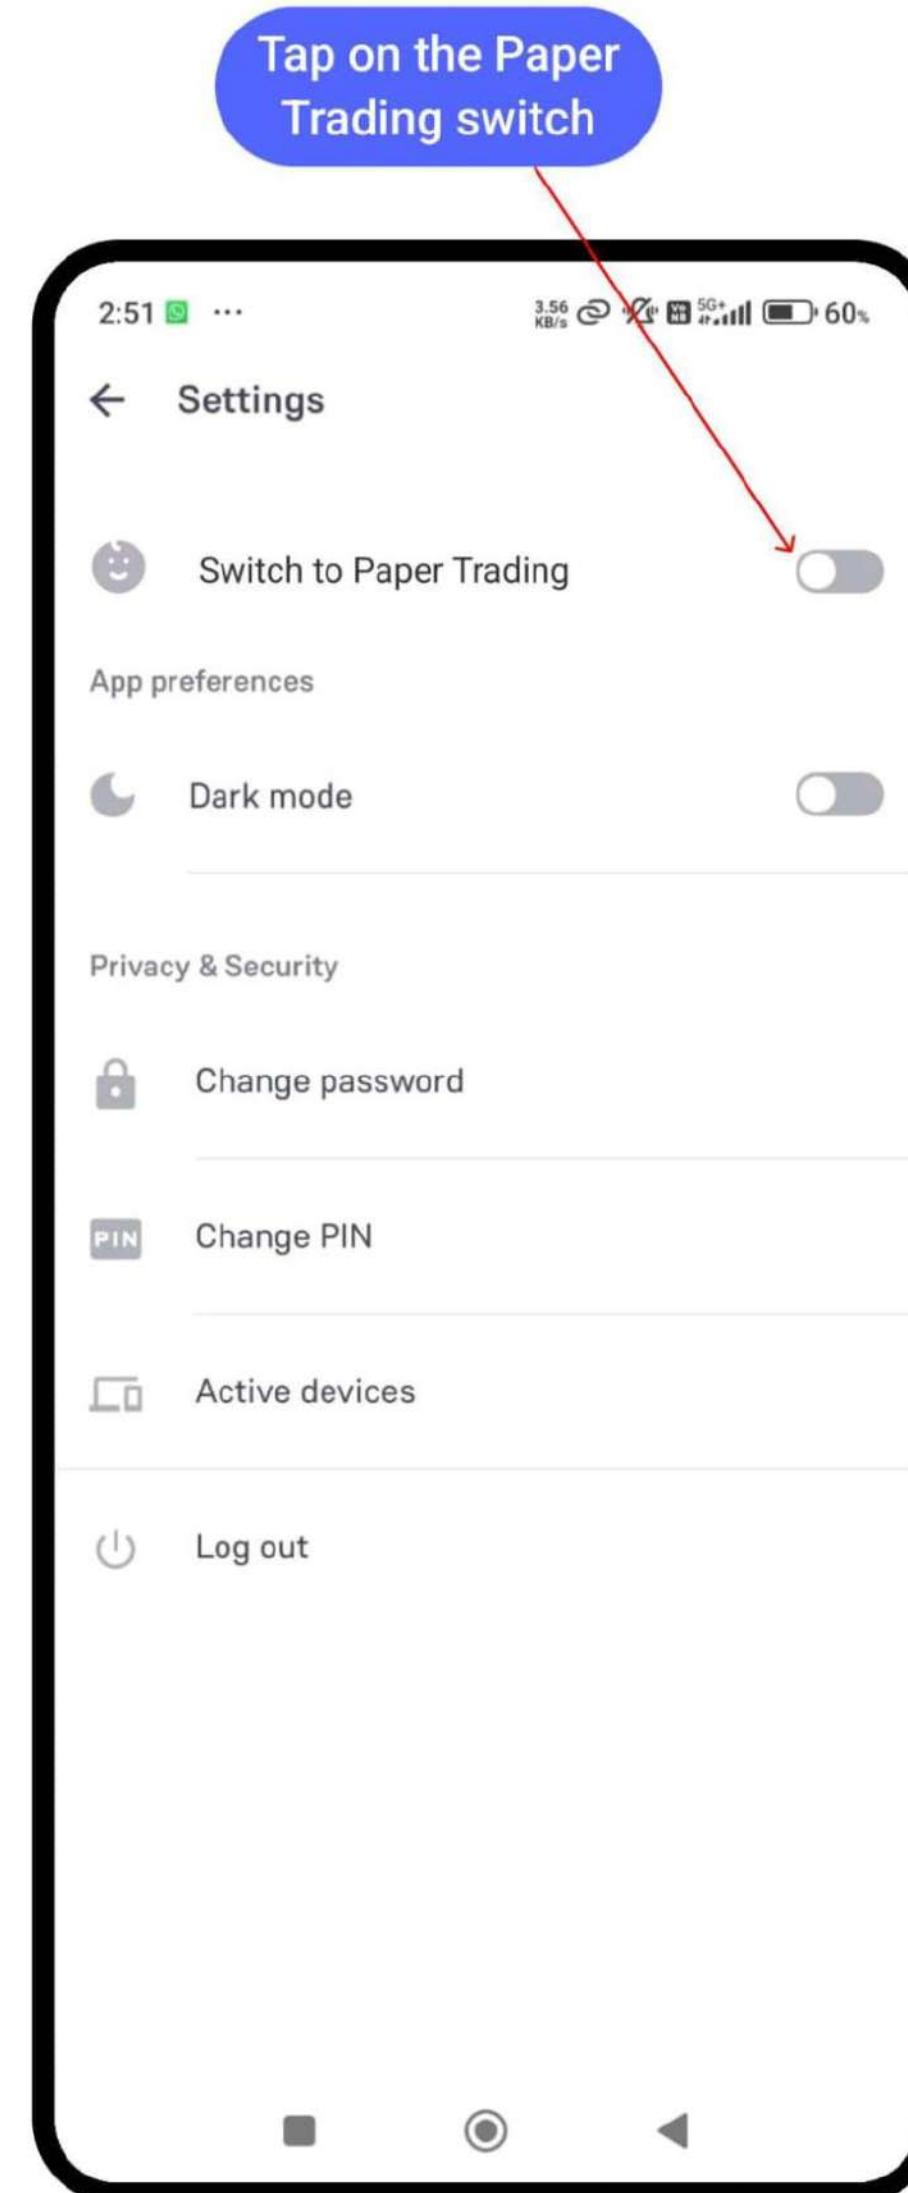 Tap on the Paper
Trading switch
2:51 ... 3.56 KB/s 5G+ 60%
Settings
Switch to Paper Trading
App preferences
Dark mode
Privacy & Security
Change password
PIN Change PIN
Active devices
Log out